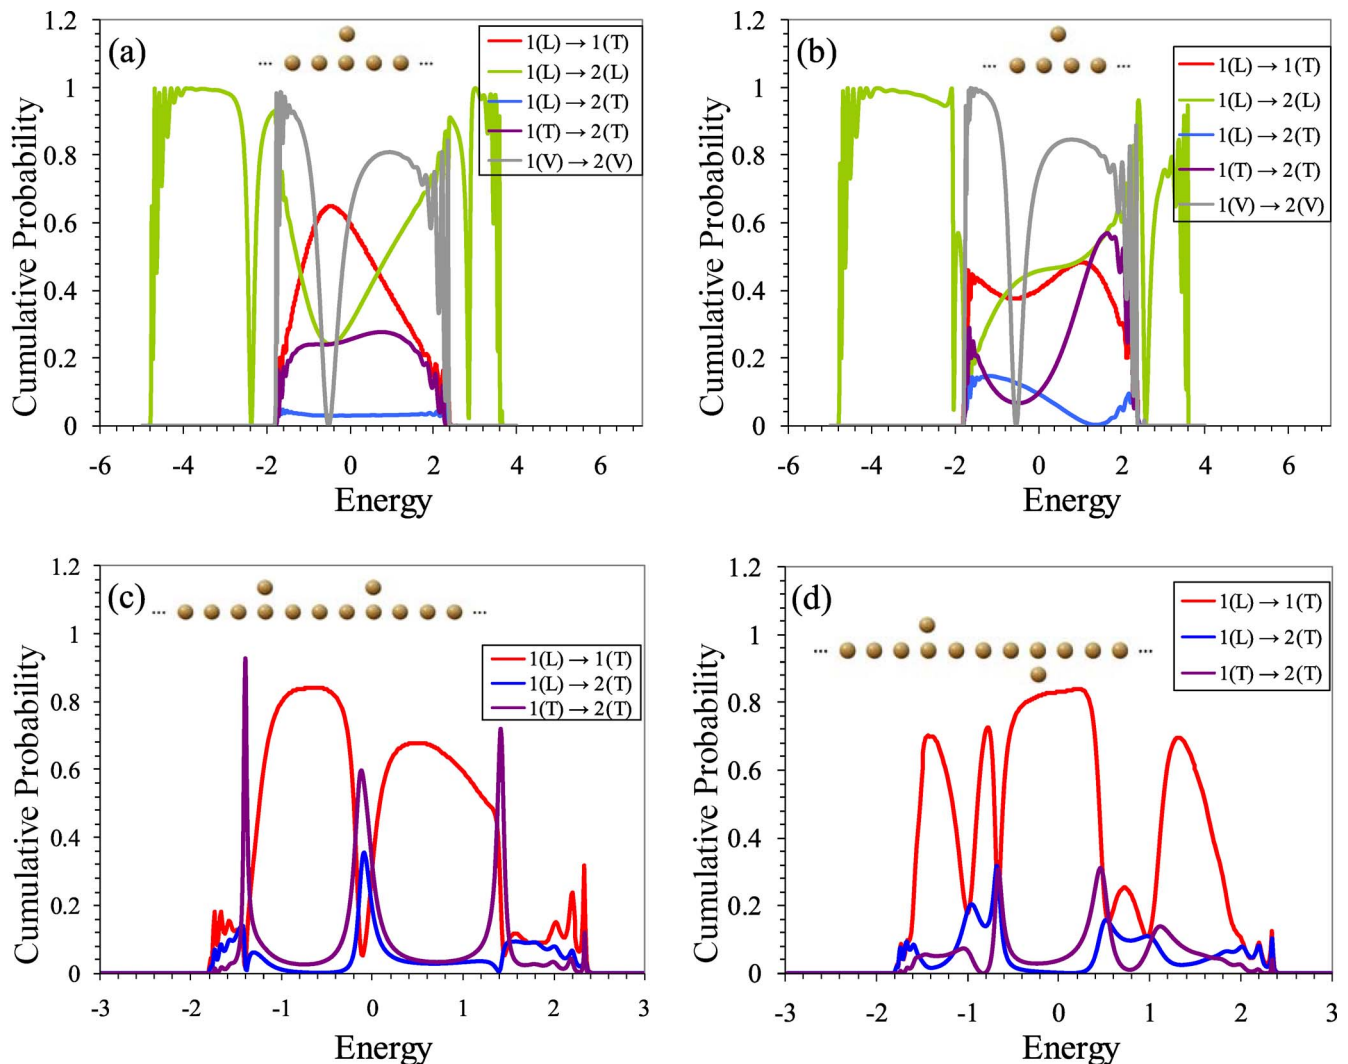 (a)
1(L) → 1(T)
1(L) → 2(L)
1(L) → 2(T)
1(T) → 2(T)
1(V) → 2(V)
... ...
1.2
1
0.8
0.6
0.4
0.2
0
Cumulative Probability
-6 -4 -2 0 2 4 6
Energy
(b)
1(L) → 1(T)
1(L) → 2(L)
1(L) → 2(T)
1(T) → 2(T)
1(V) → 2(V)
... ...
1.2
1
0.8
0.6
0.4
0.2
0
Cumulative Probability
-6 -4 -2 0 2 4 6
Energy
(c)
... ...
1(L) → 1(T)
1(L) → 2(T)
1(T) → 2(T)
1.2
1
0.8
0.6
0.4
0.2
0
Cumulative Probability
-3 -2 -1 0 1 2 3
Energy
(d)
... ...
1(L) → 1(T)
1(L) → 2(T)
1(T) → 2(T)
1.2
1
0.8
0.6
0.4
0.2
0
Cumulative Probability
-3 -2 -1 0 1 2 3
Energy